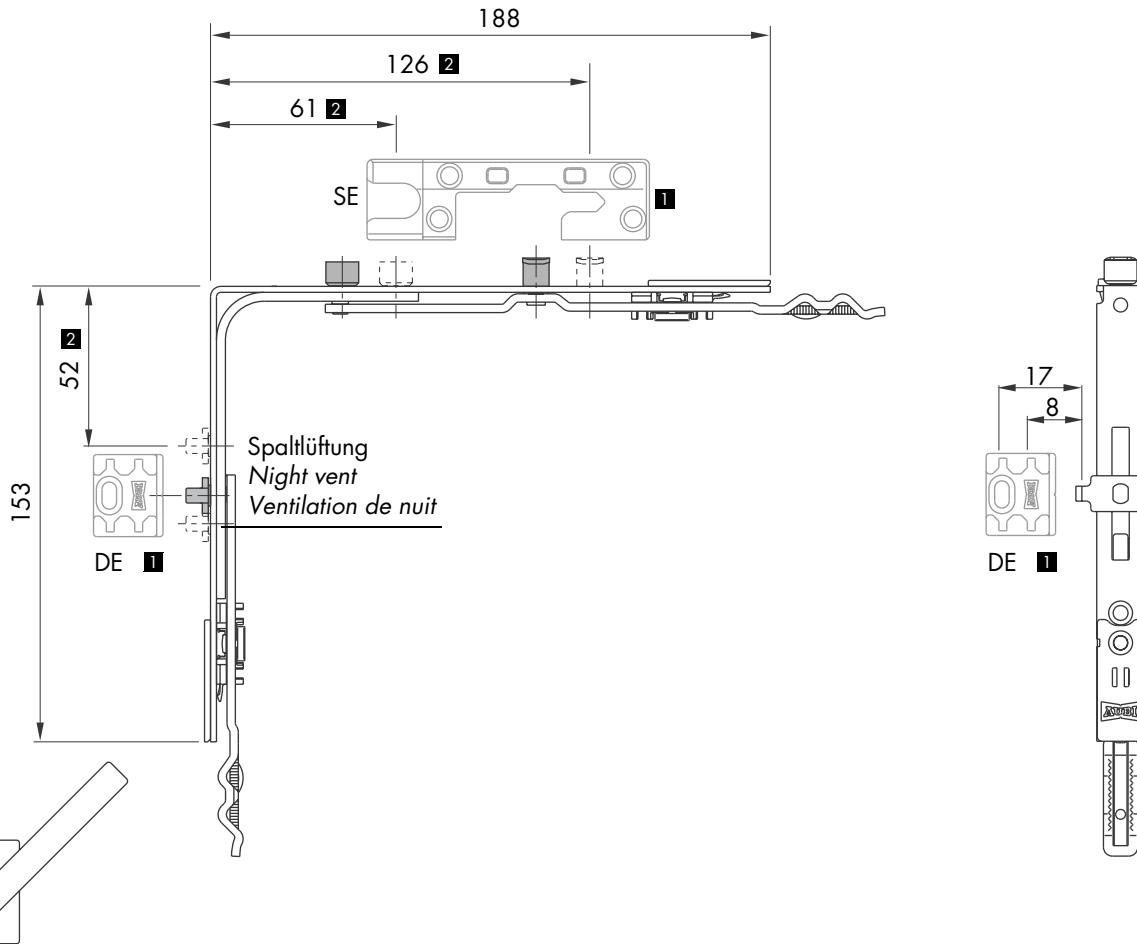 188
126 2
61 2
SE 1
52 2
153
Spaltlüftung
Night vent
Ventilation de nuit
DE 1
17
8
DE 1
AUBI